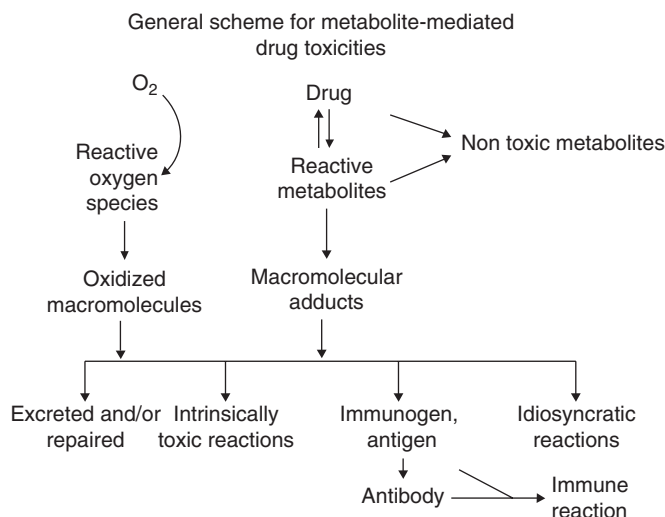 General scheme for metabolite-mediated
drug toxicities
O2
Drug
Non toxic metabolites
Reactive
oxygen
species
Reactive
metabolites
Oxidized
macromolecules
Macromolecular
adducts
Excreted and/or
repaired
Intrinsically
toxic reactions
Immunogen,
antigen
Idiosyncratic
reactions
Antibody
Immune
reaction